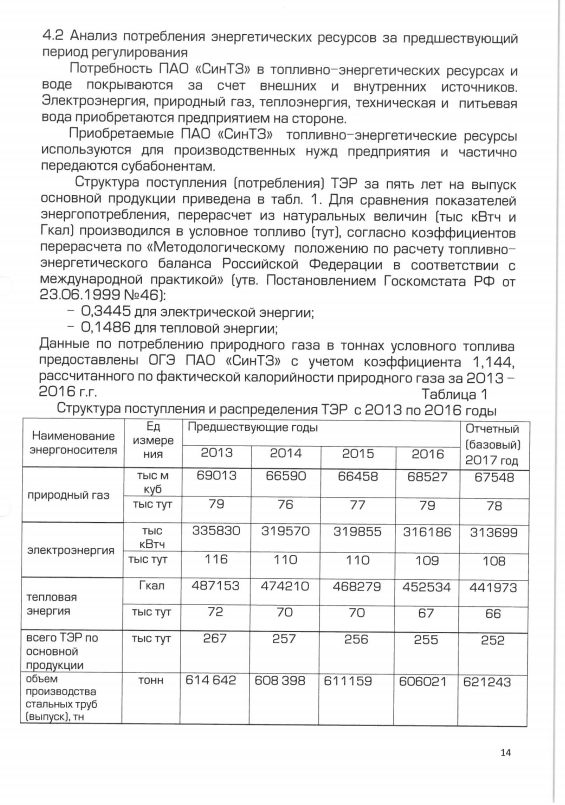 4.2 Анализ потребления энергетических ресурсов за предшествующий
период регулирования
Потребность ПАО «СинТЗ» в топливно-энергетических ресурсах и
воде покрываются за счет внешних и внутренних источников.
Электроэнергия, природный газ, теплоэнергия, техническая и питьевая
вода приобретаются предприятием на стороне.
Приобретаемые ПАО «СинТЗ» топливно-энергетические ресурсы
используются для производственных нужд предприятия и частично
передаются субабонентам.
Структура поступления (потребления) ТЭР за пять лет на выпуск
основной продукции приведена в табл. 1. Для сравнения показателей
энергопотребления, перерасчет из натуральных величин (тыс кВтч и
Гкал) производился в условное топливо (тут), согласно коэффициентов
перерасчета по «Методологическому положению по расчету топливно-
энергетического баланса Российской Федерации в соответствии с
международной практикой» (утв. Постановлением Госкомстата РФ от
23.06.1999 №46):
– 0,3445 для электрической энергии;
– 0,1486 для тепловой энергии;
Данные по потреблению природного газа в тоннах условного топлива
предоставлены ОГЭ ПАО «СинТЗ» с учетом коэффициента 1,144,
рассчитанного по фактической калорийности природного газа за 2013 –
2016 г.г. Таблица 1
Структура поступления и распределения ТЭР с 2013 по 2016 годы
Наименование энергоносителя Ед измере ния Предшествующие годы Отчетный (базовый) 2017 год
2013 2014 2015 2016
природный газ тыс м куб 69013 66590 66458 68527 67548
тыс тут 79 76 77 79 78
электроэнергия тыс кВтч 335830 319570 319855 316186 313699
тыс тут 116 110 110 109 108
тепловая энергия Гкал 487153 474210 468279 452534 441973
тыс тут 72 70 70 67 66
всего ТЭР по основной продукции тыс тут 267 257 256 255 252
объем производства стальных труб (выпуск), тн тонн 614 642 608 398 611159 606021 621243
14